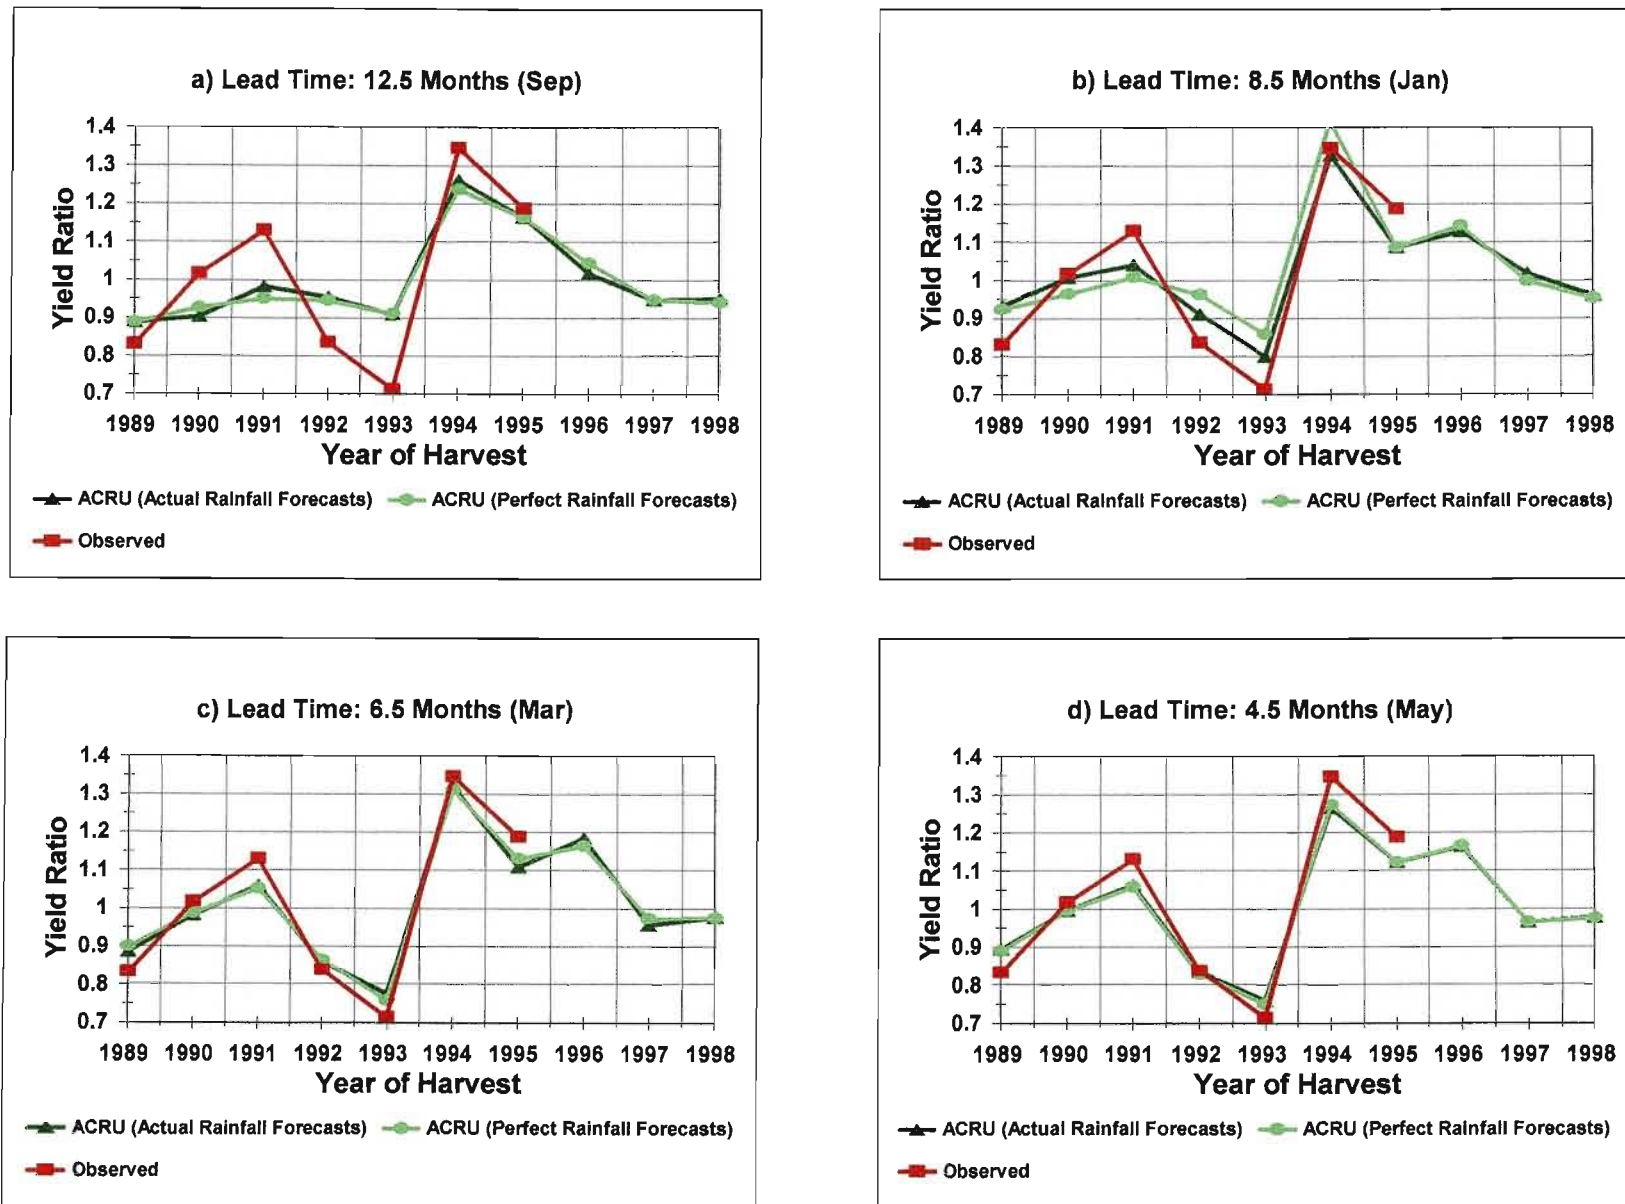 a) Lead Time: 12.5 Months (Sep)
1.4
1.3
1.2
1.1
1
0.9
0.8
0.7
Yield Ratio
1989 1990 1991 1992 1993 1994 1995 1996 1997 1998
Year of Harvest
ACRU (Actual Rainfall Forecasts) ACRU (Perfect Rainfall Forecasts)
Observed
b) Lead Time: 8.5 Months (Jan)
1.4
1.3
1.2
1.1
1
0.9
0.8
0.7
Yield Ratio
1989 1990 1991 1992 1993 1994 1995 1996 1997 1998
Year of Harvest
ACRU (Actual Rainfall Forecasts) ACRU (Perfect Rainfall Forecasts)
Observed
c) Lead Time: 6.5 Months (Mar)
1.4
1.3
1.2
1.1
1
0.9
0.8
0.7
Yield Ratio
1989 1990 1991 1992 1993 1994 1995 1996 1997 1998
Year of Harvest
ACRU (Actual Rainfall Forecasts) ACRU (Perfect Rainfall Forecasts)
Observed
d) Lead Time: 4.5 Months (May)
1.4
1.3
1.2
1.1
1
0.9
0.8
0.7
Yield Ratio
1989 1990 1991 1992 1993 1994 1995 1996 1997 1998
Year of Harvest
ACRU (Actual Rainfall Forecasts) ACRU (Perfect Rainfall Forecasts)
Observed